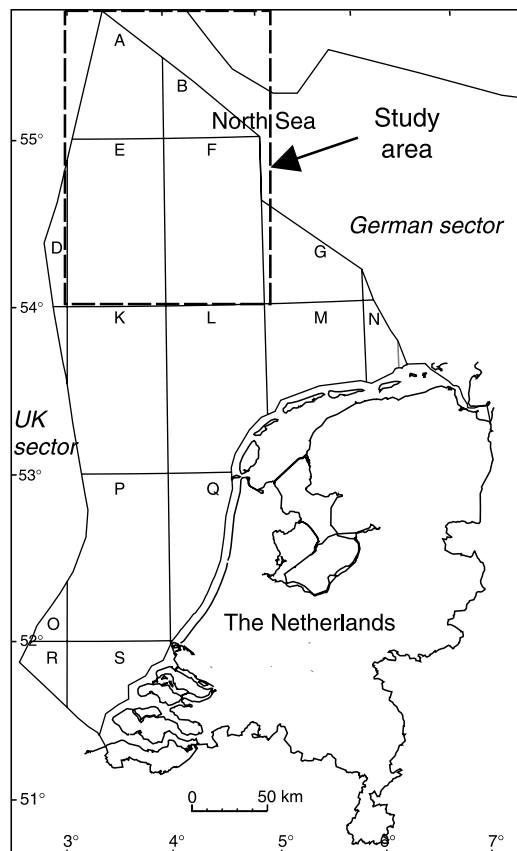 A
B
North Sea
Study
area
55°
E
F
German sector
D
G
54°
K
L
M
N
UK
sector
53°
P
Q
The Netherlands
O
52°
R
S
0 50 km
51°
3° 4° 5° 6° 7°